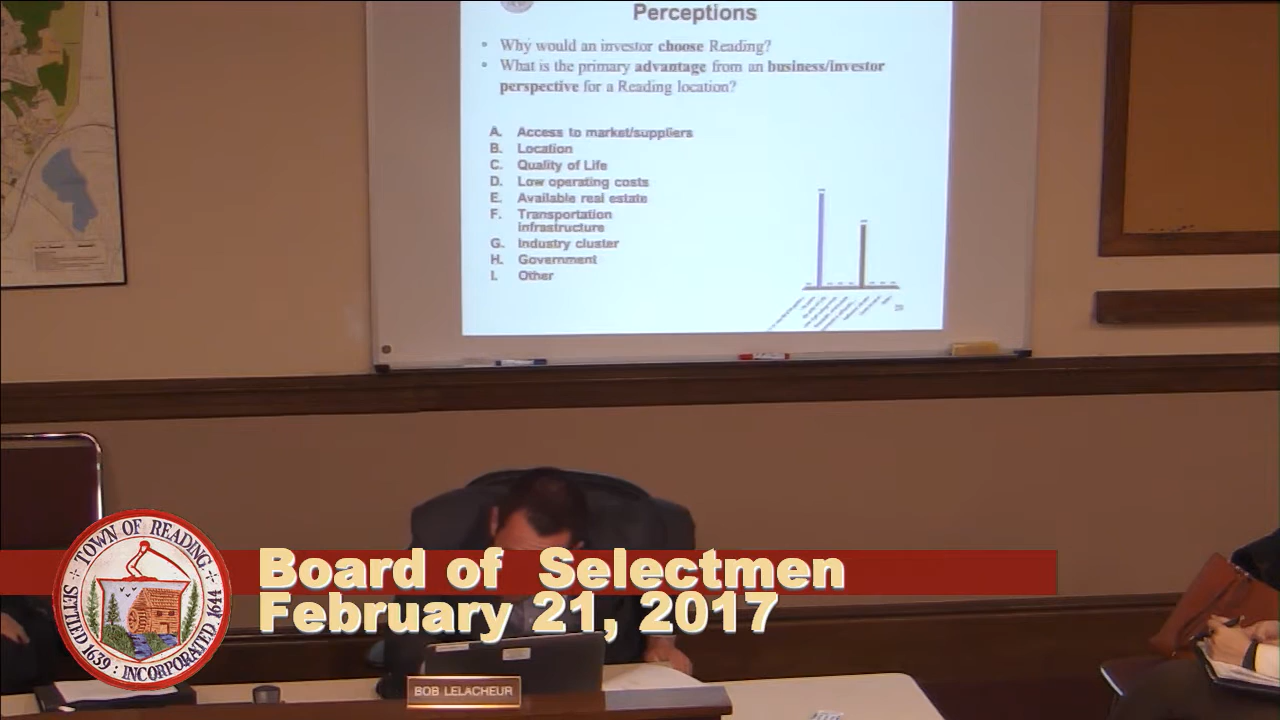 Perceptions
• Why would an investor choose Reading?
• What is the primary advantage from an business/investor
perspective for a Reading location?
A. Access to market/suppliers
B. Location
C. Quality of Life
D. Low operating costs
E. Available real estate
F. Transportation
infrastructure
G. Industry cluster
H. Government
I. Other
TOWN OF READING
SETTLED 1639 : INCORPORATED 1644
Board of Selectmen
February 21, 2017
BOB LELACHEUR